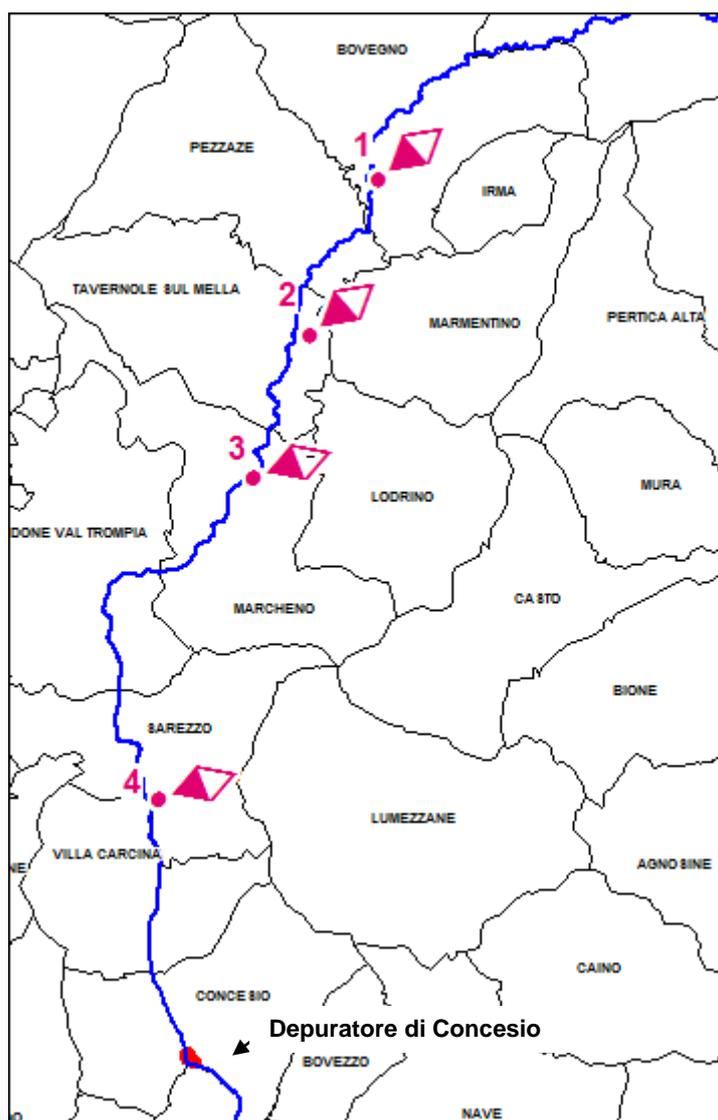 BOVEGNO
1
PEZZAZE
IRMA
2
TAVERNOLE SUL MELLA
MARMENTINO
PERTICA ALTA
3
LODRINO
MURA
DONE VAL TROMPIA
MARCHENO
CASTO
BIONE
SAREZZO
4
LUMEZZANE
VILLA CARCINA
NE
AGNOSINE
CAINO
CONCESIO
Depuratore di Concesio
BOVEZZO
NAVE